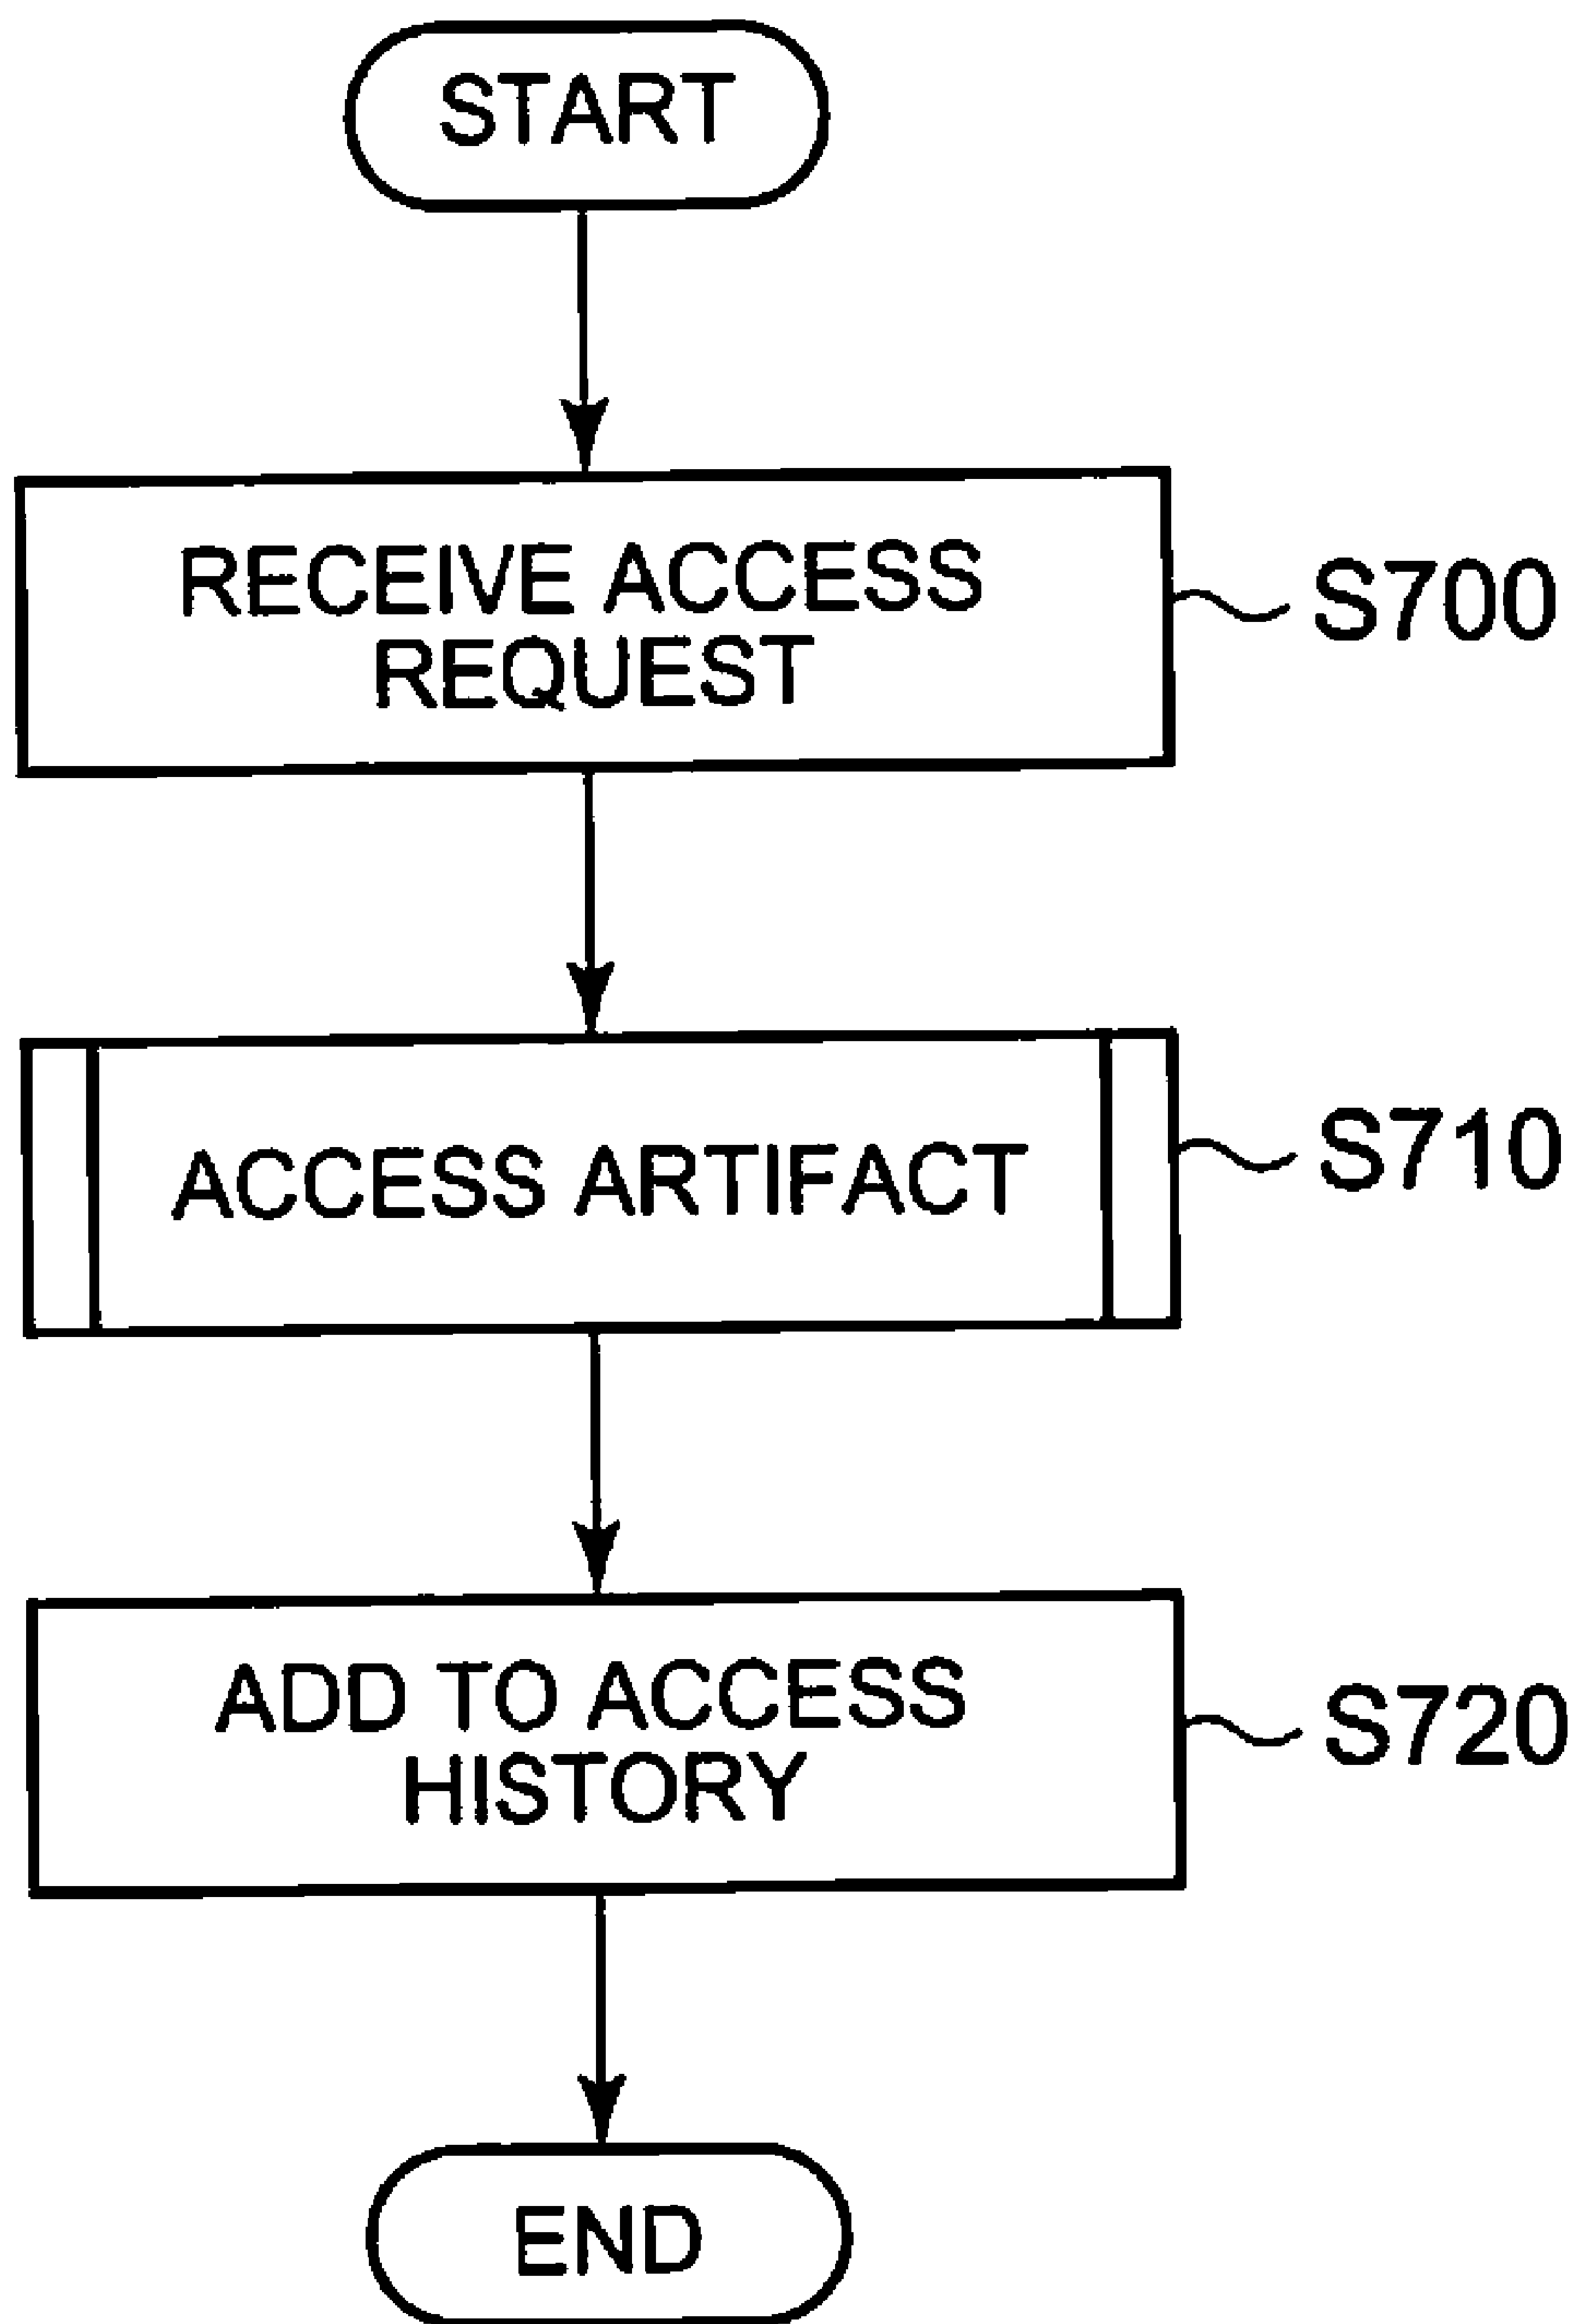 START
RECEIVE ACCESS
REQUEST
S700
ACCESS ARTIFACT
S710
ADD TO ACCESS
HISTORY
S720
END